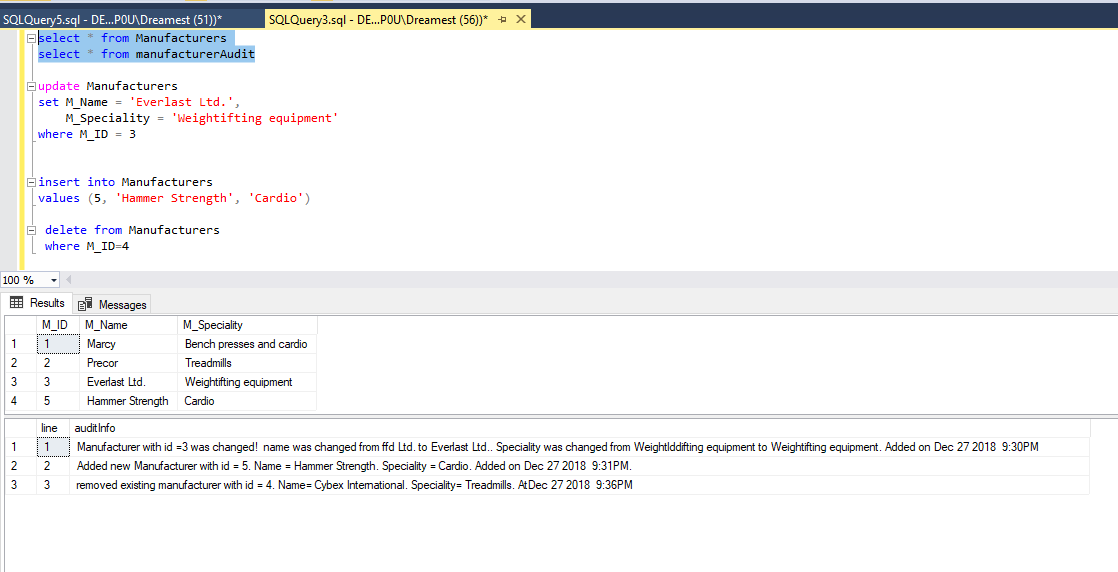 SQLQuery5.sql - DE...P0U\Dreamest (51))*
SQLQuery3.sql - DE...P0U\Dreamest (56))*
select * from Manufacturers
select * from manufacturerAudit
update Manufacturers
set M_Name = 'Everlast Ltd.',
M_Speciality = 'Weightifting equipment'
where M_ID = 3
insert into Manufacturers
values (5, 'Hammer Strength', 'Cardio')
delete from Manufacturers
where M_ID=4
100 %
Results Messages
M_ID M_Name M_Speciality
1 1 Marcy Bench presses and cardio
2 2 Precor Treadmills
3 3 Everlast Ltd. Weightifting equipment
4 5 Hammer Strength Cardio
line auditInfo
1 1 Manufacturer with id =3 was changed! name was changed from ffd Ltd. to Everlast Ltd.. Speciality was changed from Weightlddifting equipment to Weightifting equipment. Added on Dec 27 2018 9:30PM
2 2 Added new Manufacturer with id = 5. Name = Hammer Strength. Speciality = Cardio. Added on Dec 27 2018 9:31PM.
3 3 removed existing manufacturer with id = 4. Name= Cybex International. Speciality= Treadmills. AtDec 27 2018 9:36PM